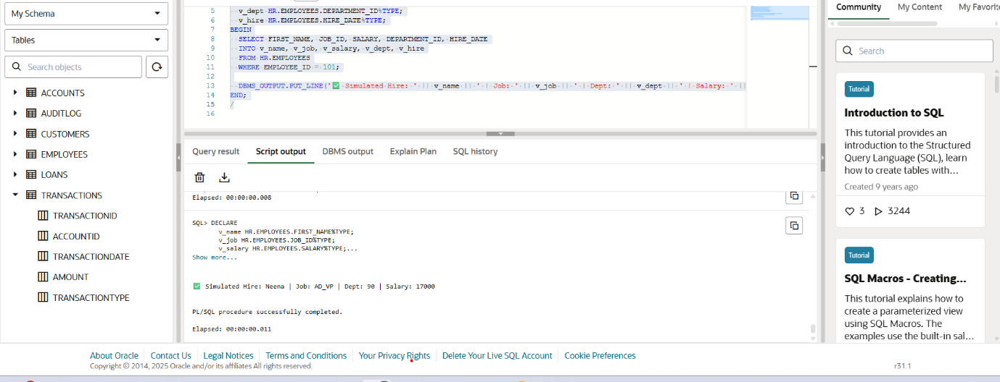 My Schema
Tables
Search objects
ACCOUNTS
AUDITLOG
CUSTOMERS
EMPLOYEES
LOANS
TRANSACTIONS
TRANSACTIONID
ACCOUNTID
TRANSACTIONDATE
AMOUNT
TRANSACTIONTYPE
5 v_dept HR.EMPLOYEES.DEPARTMENT_ID%TYPE;
6 v_hire HR.EMPLOYEES.HIRE_DATE%TYPE;
7 BEGIN
8 SELECT FIRST_NAME, JOB_ID, SALARY, DEPARTMENT_ID, HIRE_DATE
9 INTO v_name, v_job, v_salary, v_dept, v_hire
10 FROM HR.EMPLOYEES
11 WHERE EMPLOYEE_ID = 101;
12
13 DBMS_OUTPUT.PUT_LINE('✅ Simulated Hire: ' || v_name || ' | Job: ' || v_job || ' | Dept: ' || v_dept || ' | Salary: ' ||
14 END;
15 /
16
Query result
Script output
DBMS output
Explain Plan
SQL history
Elapsed: 00:00:00.008
SQL> DECLARE
v_name HR.EMPLOYEES.FIRST_NAME%TYPE;
v_job HR.EMPLOYEES.JOB_ID%TYPE;
v_salary HR.EMPLOYEES.SALARY%TYPE;...
Show more...
✅ Simulated Hire: Neena | Job: AD_VP | Dept: 90 | Salary: 17000
PL/SQL procedure successfully completed.
Elapsed: 00:00:00.011
Community
My Content
My Favorit
Search
Tutorial
Introduction to SQL
This tutorial provides an
introduction to the Structured
Query Language (SQL), learn
how to create tables with...
Created 9 years ago
3 3244
Tutorial
SQL Macros - Creating...
This tutorial explains how to
create a parameterized view
using SQL Macros. The
examples use the built-in sal...
About Oracle
Contact Us
Legal Notices
Terms and Conditions
Your Privacy Rights
Delete Your Live SQL Account
Cookie Preferences
Copyright © 2014, 2025 Oracle and/or its affiliates All rights reserved.
r31.1